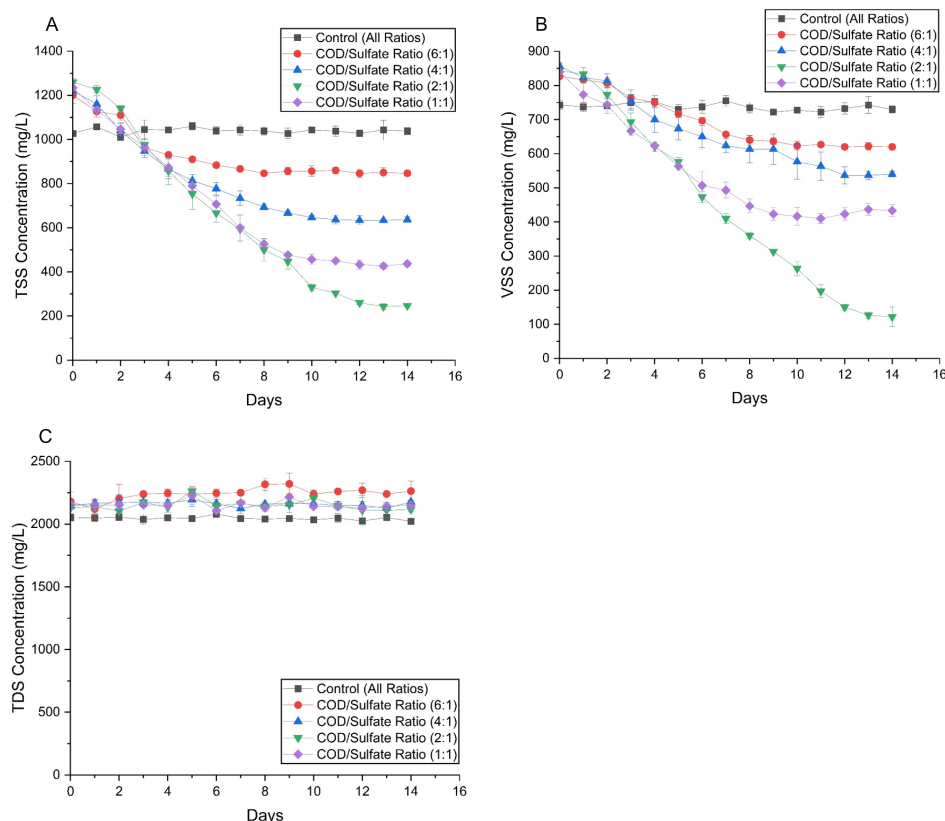 A
Control (All Ratios)
COD/Sulfate Ratio (6:1)
COD/Sulfate Ratio (4:1)
COD/Sulfate Ratio (2:1)
COD/Sulfate Ratio (1:1)
TSS Concentration (mg/L)
1400
1200
1000
800
600
400
200
0
0 2 4 6 8 10 12 14 16
Days
B
Control (All Ratios)
COD/Sulfate Ratio (6:1)
COD/Sulfate Ratio (4:1)
COD/Sulfate Ratio (2:1)
COD/Sulfate Ratio (1:1)
VSS Concentration (mg/L)
900
800
700
600
500
400
300
200
100
0
0 2 4 6 8 10 12 14 16
Days
C
TDS Concentration (mg/L)
2500
2000
2500
2000
2500
0
Control (All Ratios)
COD/Sulfate Ratio (6:1)
COD/Sulfate Ratio (4:1)
COD/Sulfate Ratio (2:1)
COD/Sulfate Ratio (1:1)
0 2 4 6 8 10 12 14 16
Days